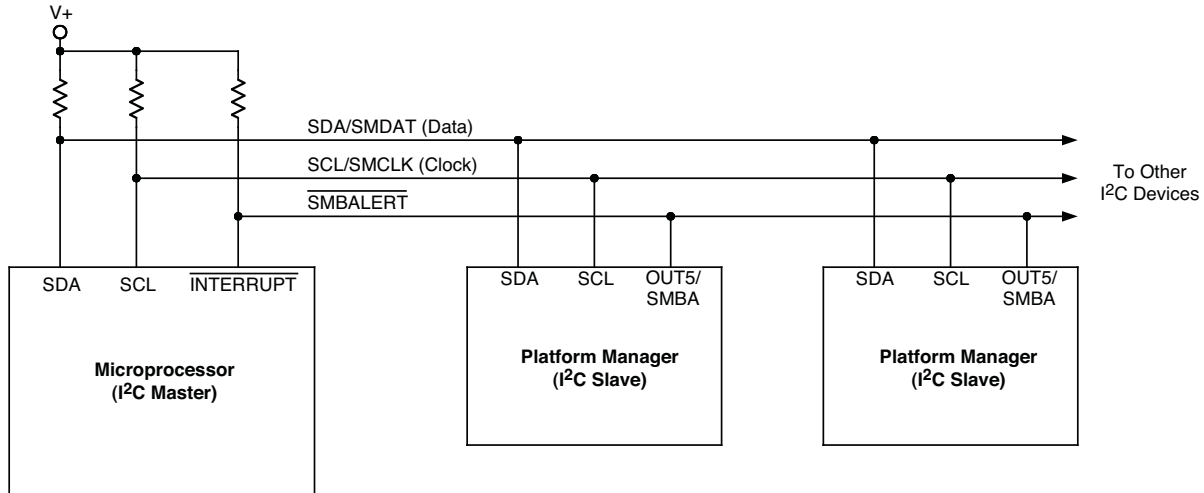 V+
SDA/SMDAT (Data)
SCL/SMCLK (Clock)
SMBALERT
To Other
I2C Devices
SDA
SCL
INTERRUPT
SDA
SCL
OUT5/
SMBA
SDA
SCL
OUT5/
SMBA
Microprocessor
(I2C Master)
Platform Manager
(I2C Slave)
Platform Manager
(I2C Slave)